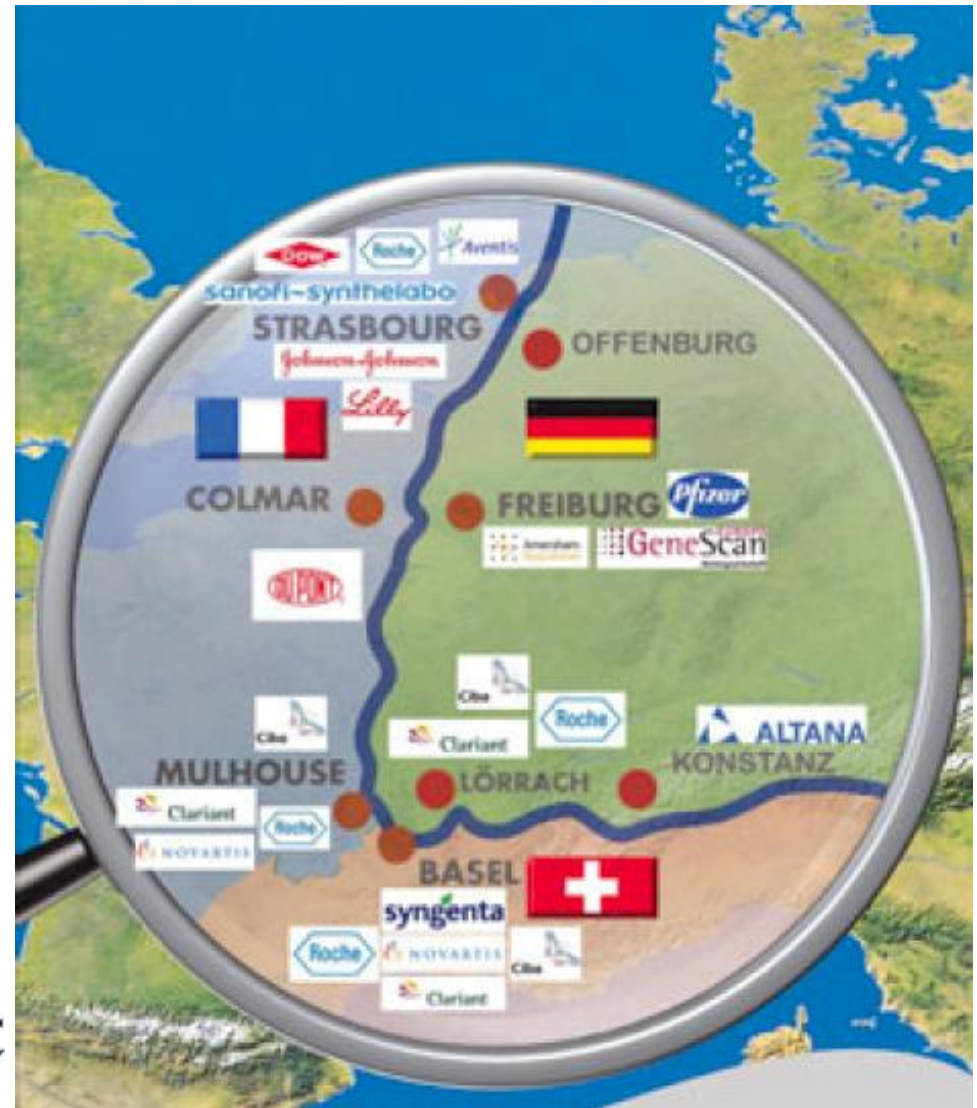 Dow Roche Aventis
sanofi~synthelabo
STRASBOURG
OFFENBURG
Johnson&Johnson
Lilly
COLMAR
FREIBURG Pfizer
Amersham
GeneScan
DUPONT
Ciba
Ciba
Roche
Clariant
ALTANA
KONSTANZ
MULHOUSE
LÖRRACH
Clariant
Roche
NOVARTIS
BASEL
syngenta
Roche NOVARTIS Ciba
Clariant